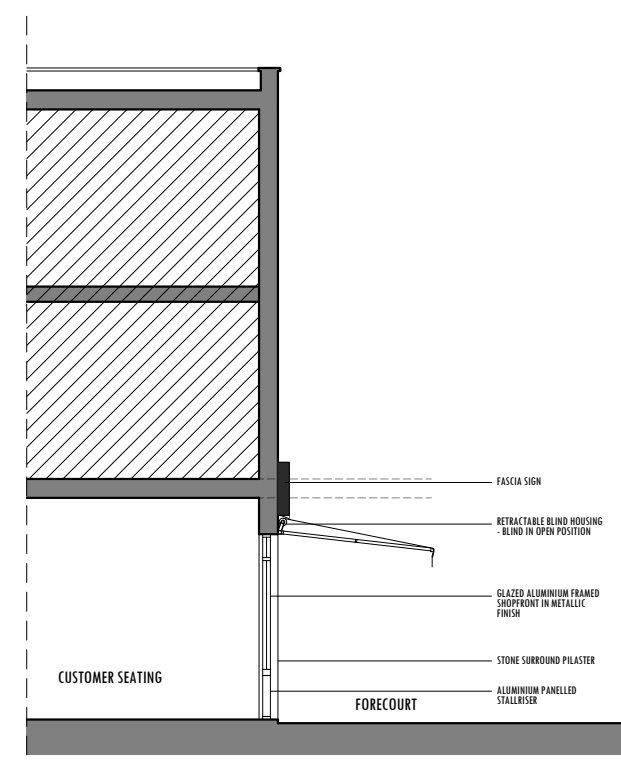 FASCIA SIGN
RETRACTABLE BLIND HOUSING
- BLIND IN OPEN POSITION
GLAZED ALUMINIUM FRAMED
SHOPFRONT IN METALLIC
FINISH
STONE SURROUND PILASTER
CUSTOMER SEATING
ALUMINIUM PANELLED
STALLRISER
FORECOURT